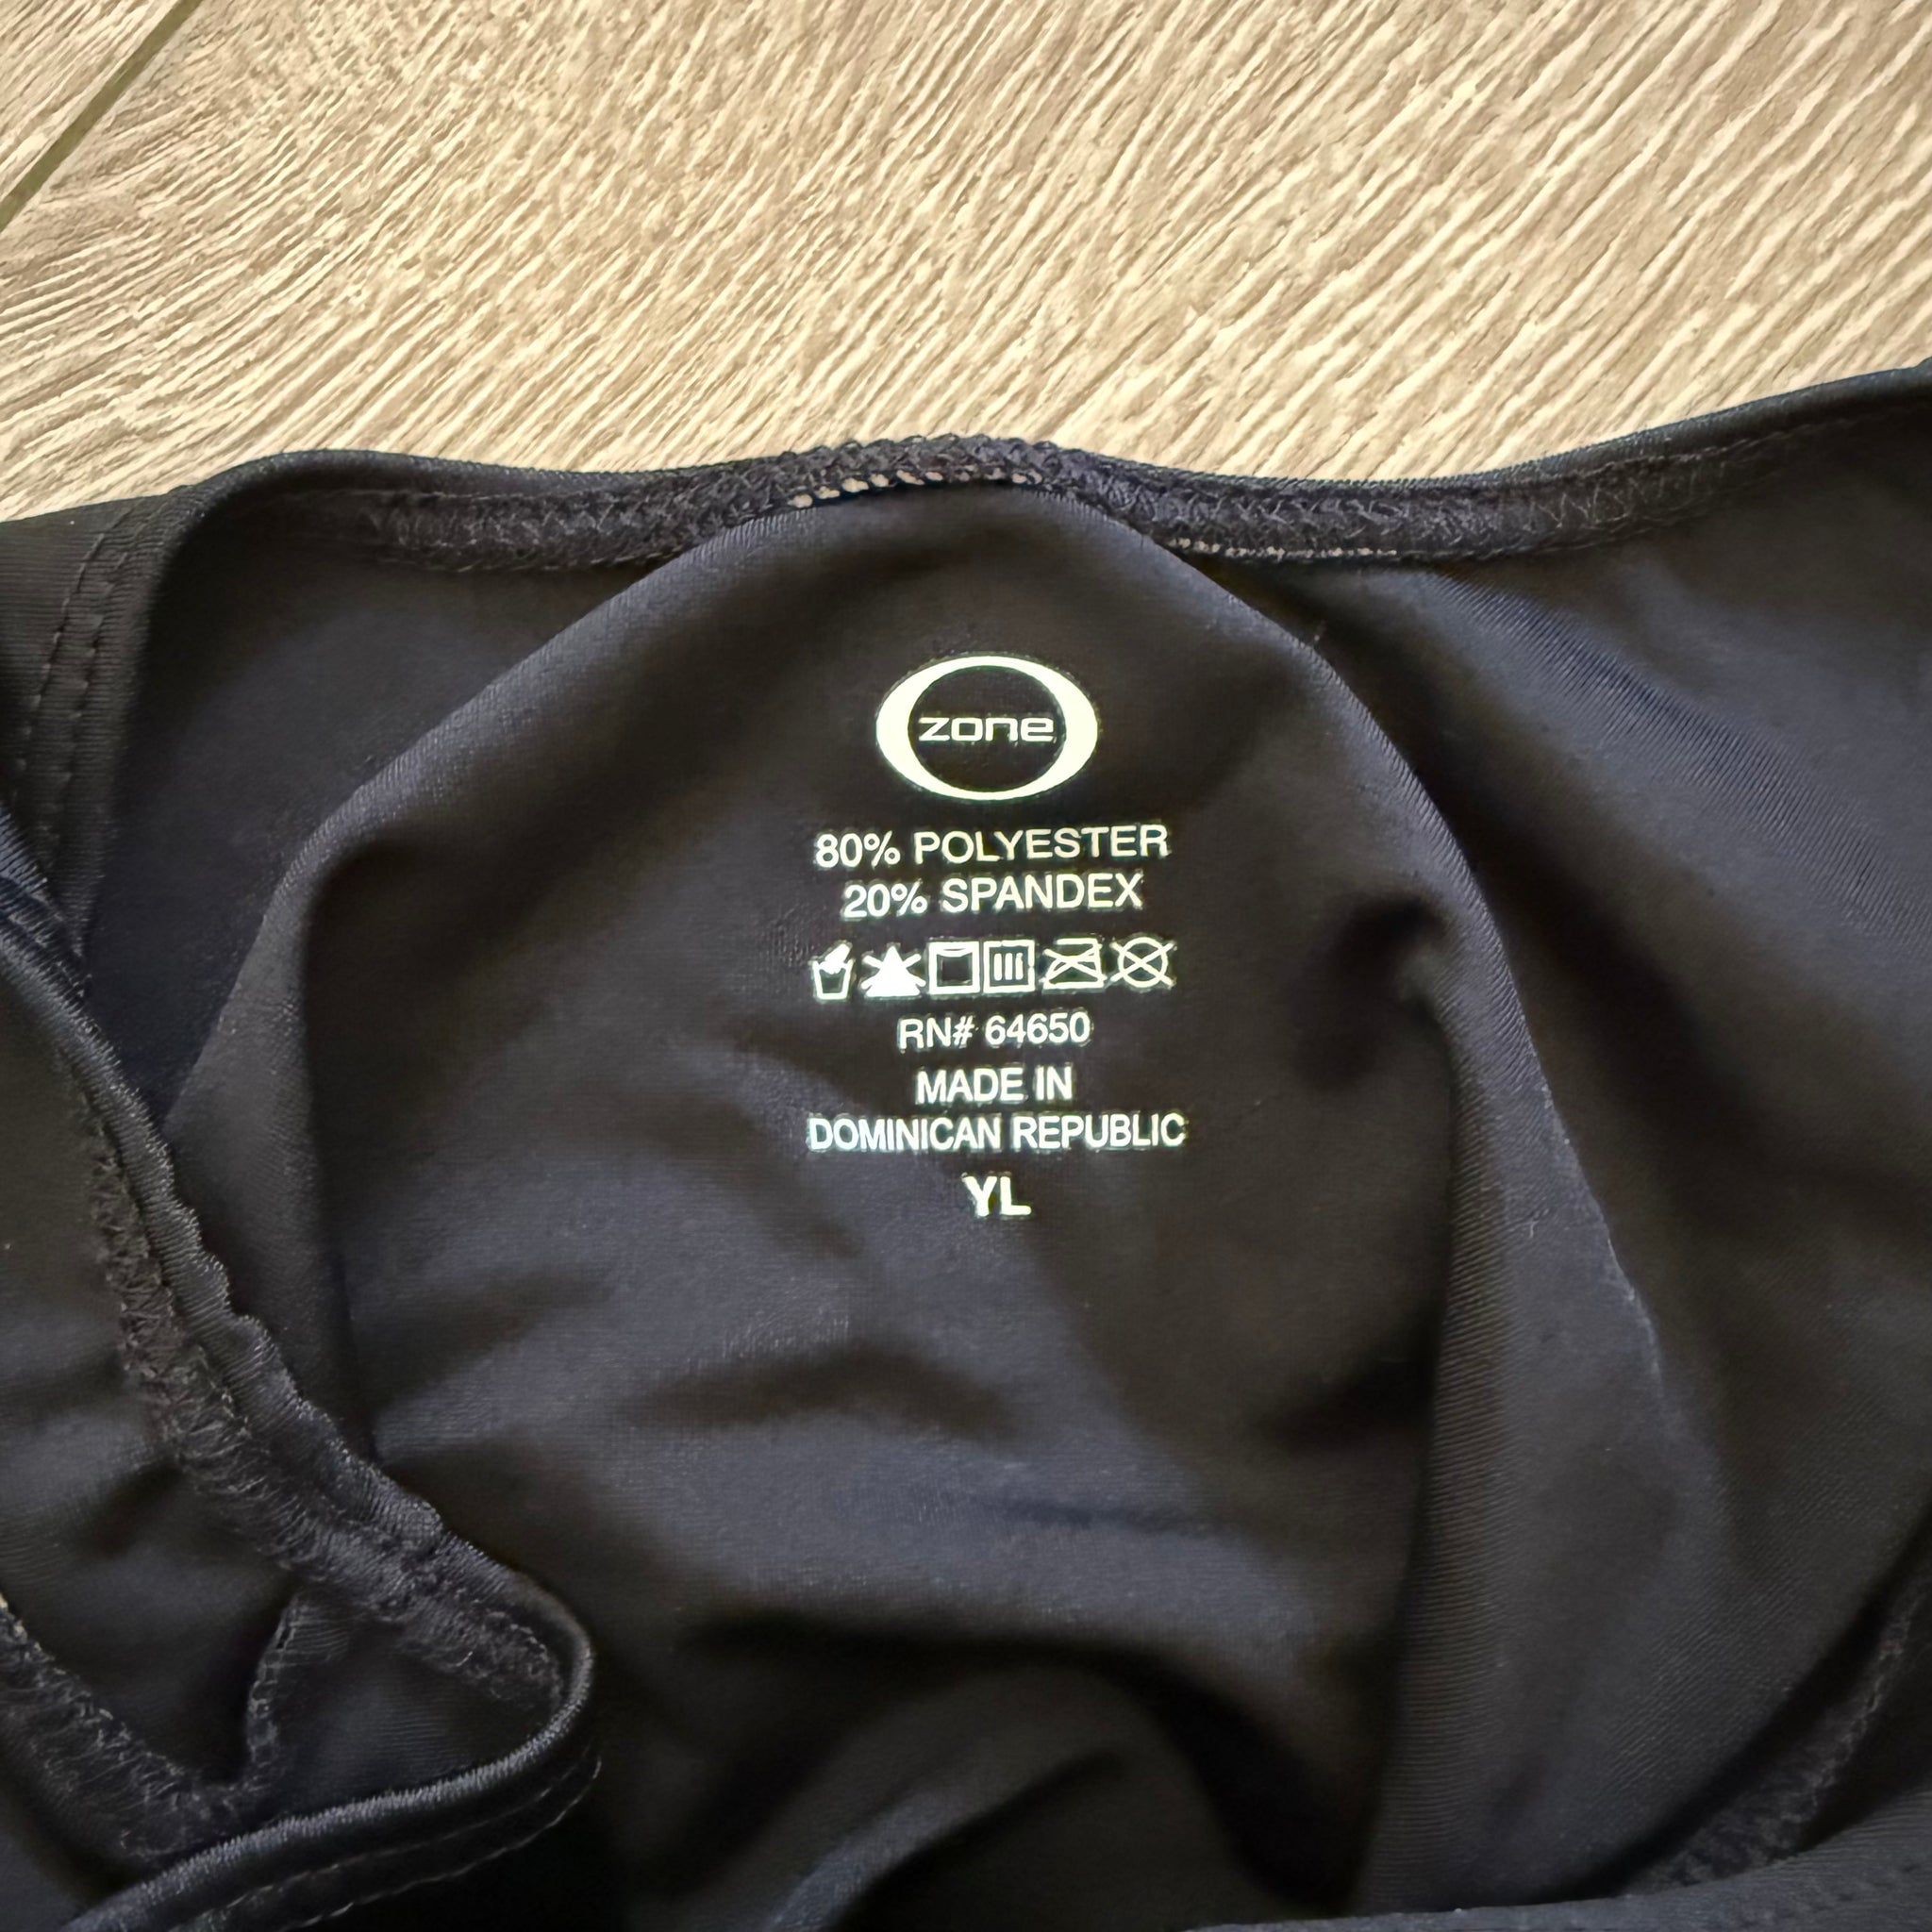 zone
80% POLYESTER
20% SPANDEX
RN# 64650
MADE IN
DOMINICAN REPUBLIC
YL